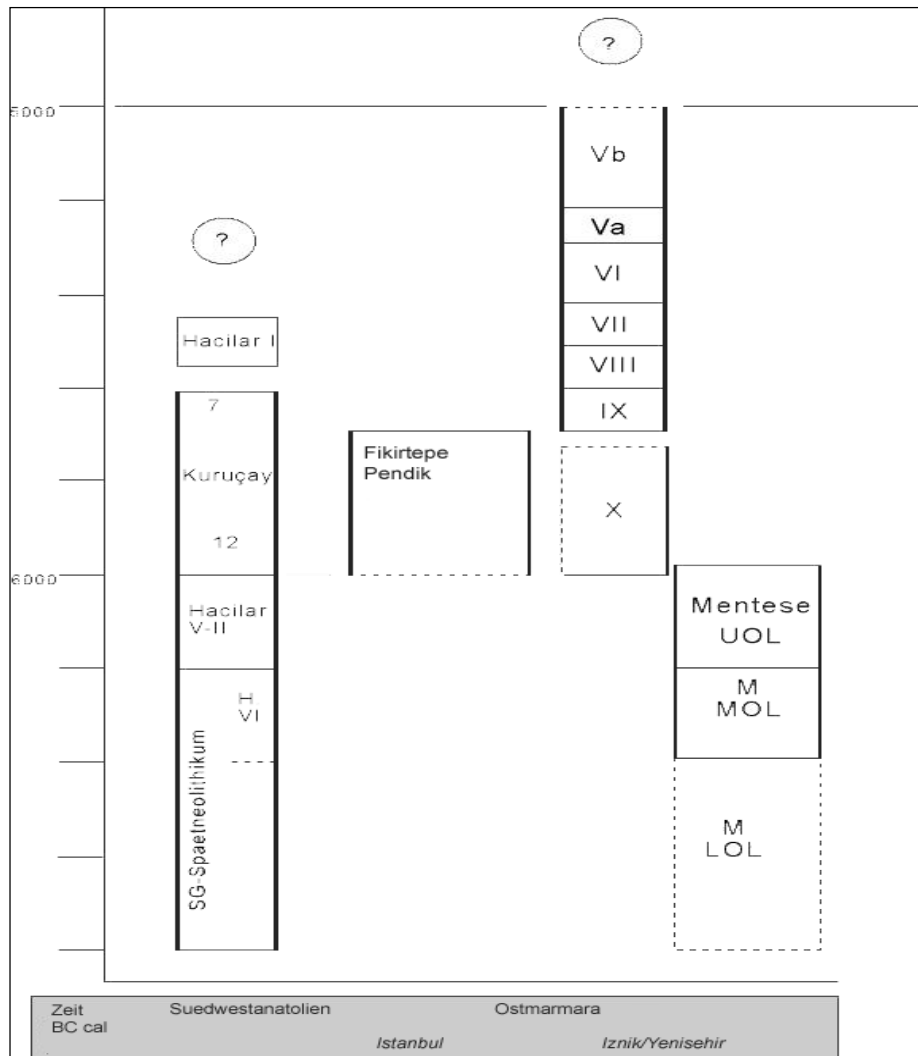 ?
5000
Vb
Va
?
VI
VII
Hacilar I
VIII
7
IX
Fikirtepe
Pendik
Kuruçay
X
12
6000
Hacilar
V-II
Mentese
UOL
H.
VI
M
MOL
SG-Spaetneolithikum
M
LOL
Zeit
BC cal
Suedwestanatolien
Ostmarmara
Istanbul
Iznik/Yenisehir